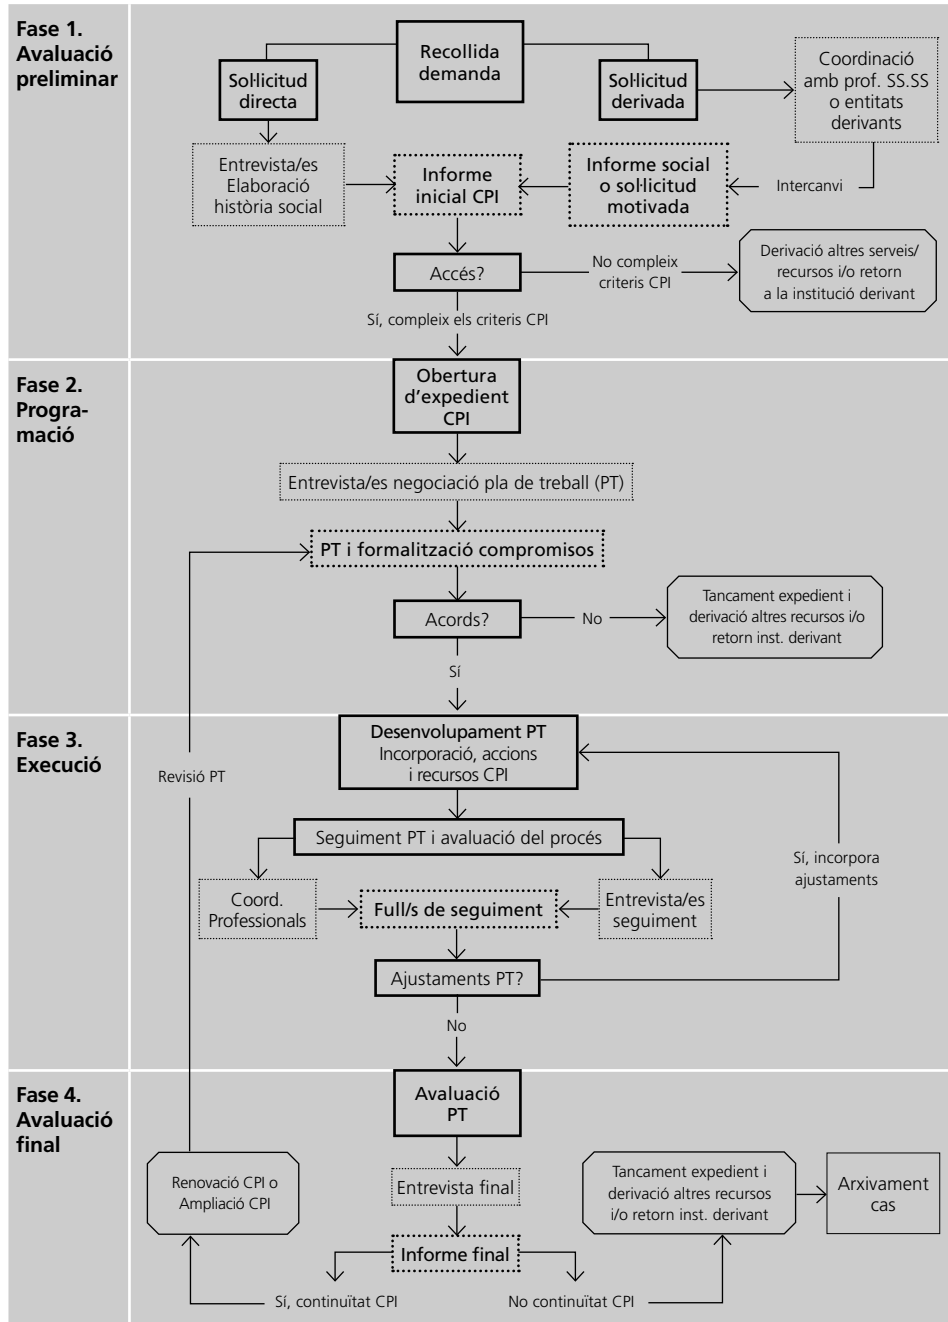 Fase 1.
Avaluació
preliminar
Recollida
demanda
Sol·licitud
directa
Sol·licitud
derivada
Coordinació
amb prof. SS.SS
o entitats
derivants
Entrevista/es
Elaboració
història social
Informe
inicial CPI
Informe social
o sol·licitud
motivada
Intercanvi
Accés?
No compleix
criteris CPI
Derivació altres serveis/
recursos i/o retorn
a la institució derivant
Sí, compleix els criteris CPI
Fase 2.
Progra-
mació
Obertura
d'expedient
CPI
Entrevista/es negociació pla de treball (PT)
PT i formalització compromisos
Acords?
No
Tancament expedient i
derivació altres recursos i/o
retorn inst. derivant
Sí
Fase 3.
Execució
Desenvolupament PT
Incorporació, accions
i recursos CPI
Revisió PT
Seguiment PT i avaluació del procés
Sí, incorpora
ajustaments
Coord.
Professionals
Full/s de seguiment
Entrevista/es
seguiment
Ajustaments PT?
No
Fase 4.
Avaluació
final
Avaluació
PT
Renovació CPI o
Ampliació CPI
Entrevista final
Tancament expedient i
derivació altres recursos
i/o retorn inst. derivant
Arxivament
cas
Informe final
Sí, continuïtat CPI
No continuïtat CPI